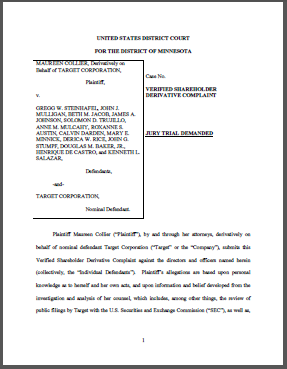 UNITED STATES DISTRICT COURT
FOR THE DISTRICT OF MINNESOTA
MAUREEN COLLIER, Derivatively on
Behalf of TARGET CORPORATION,
Plaintiff,
v.
GREGG W. STEINHAFEL, JOHN J.
MULLIGAN, BETH M. JACOB, JAMES A.
JOHNSON, SOLOMON D. TRUJILLO,
ANNE M. MULCAHY, ROXANNE S.
AUSTIN, CALVIN DARDEN, MARY E.
MINNICK, DERICA W. RICE, JOHN G.
STUMPF, DOUGLAS M. BAKER, JR.,
HENRIQUE DE CASTRO, and KENNETH L.
SALAZAR,
Defendants,
-and-
TARGET CORPORATION,
Nominal Defendant.
Case No.
VERIFIED SHAREHOLDER
DERIVATIVE COMPLAINT
JURY TRIAL DEMANDED
Plaintiff Maureen Collier ("Plaintiff"), by and through her attorneys, derivatively on
behalf of nominal defendant Target Corporation ("Target" or the "Company"), submits this
Verified Shareholder Derivative Complaint against the directors and officers named herein
(collectively, the "Individual Defendants"). Plaintiff's allegations are based upon personal
knowledge as to herself and her own acts, and upon information and belief developed from the
investigation and analysis of her counsel, which includes, among other things, the review of
public filings by Target with the U.S. Securities and Exchange Commission ("SEC"), as well as,
1